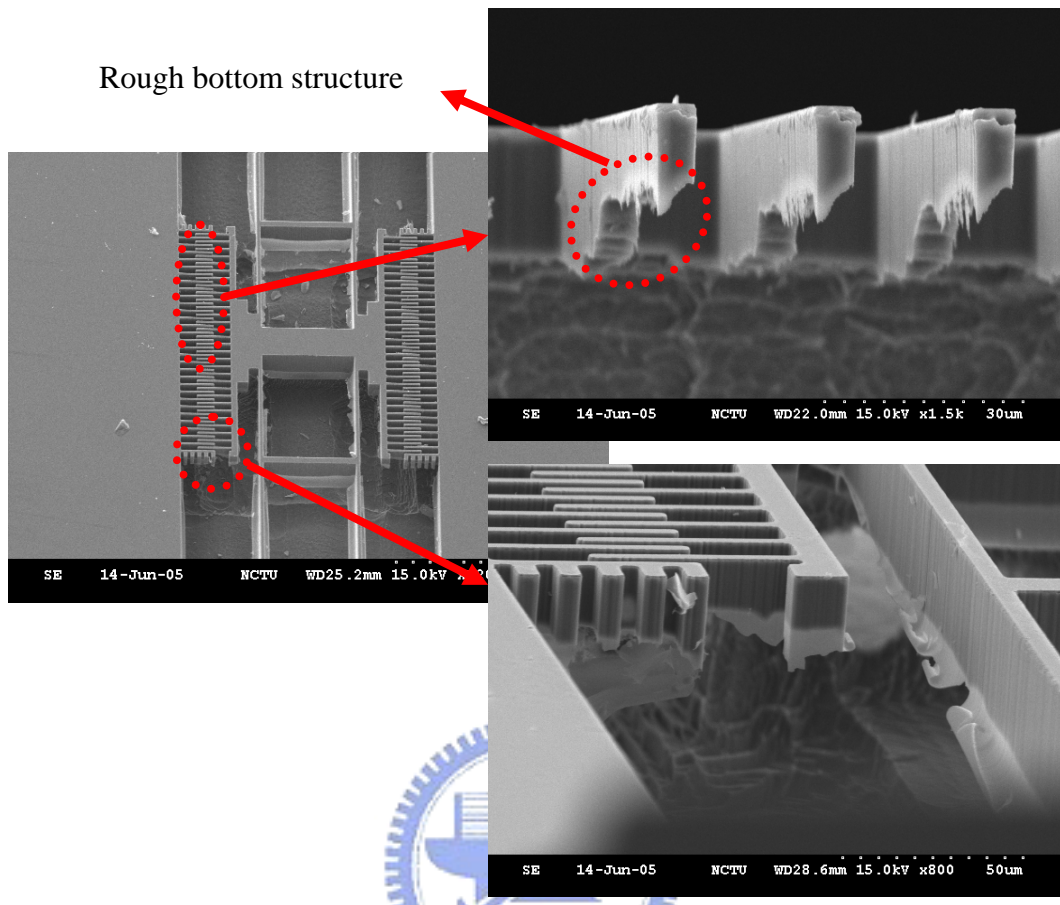 Rough bottom structure
SE 14-Jun-05 NCTU WD22.0mm 15.0kV x1.5k 30um
SE 14-Jun-05 NCTU WD25.2mm 15.0kV
SE 14-Jun-05 NCTU WD28.6mm 15.0kV x800 50um